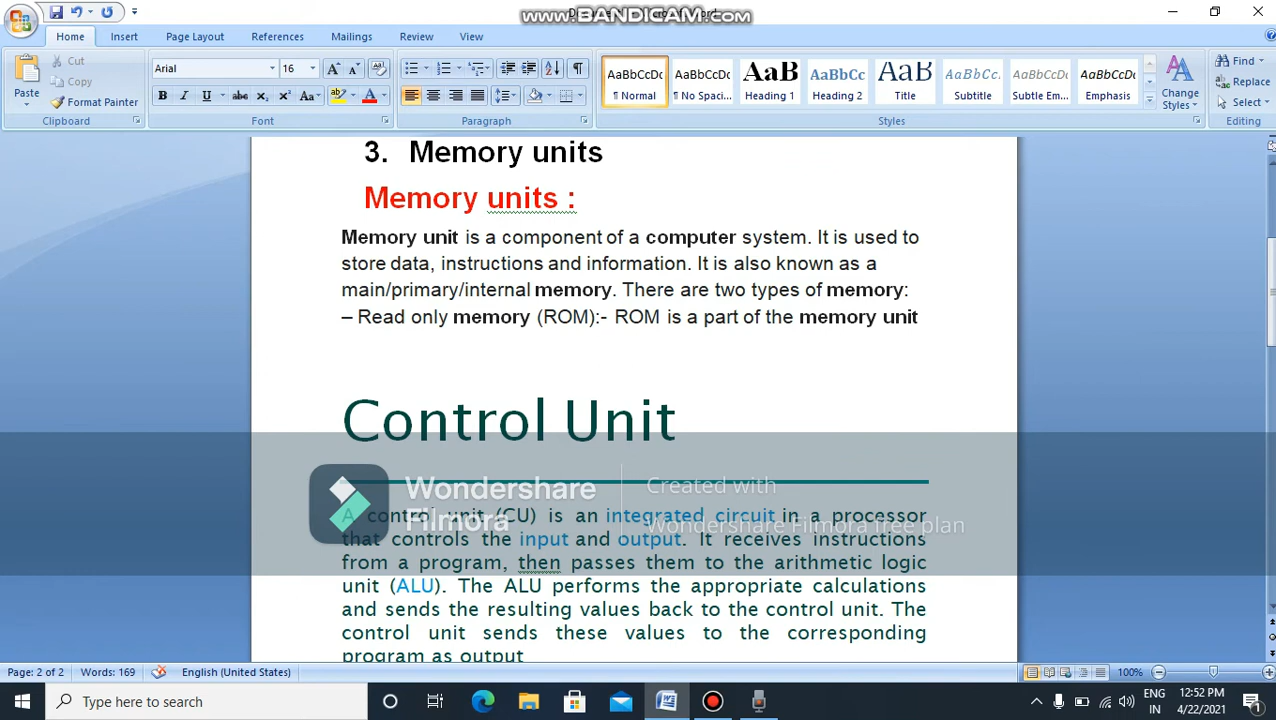 www.BANDICAM.com
Home Insert Page Layout References Mailings Review View
Paste
Cut
Copy
Format Painter
Clipboard
Arial 16
Font
Paragraph
AaBbCcDc AaBbCcDc AaB AaBbCc AaB AaBbCc. AaBbCcDc AaBbCcDc
¶ Normal ¶ No Spaci... Heading 1 Heading 2 Title Subtitle Subtle Em... Emphasis
Styles
Change Styles
Find
Replace
Select
Editing
3. Memory units
Memory units :
Memory unit is a component of a computer system. It is used to
store data, instructions and information. It is also known as a
main/primary/internal memory. There are two types of memory:
– Read only memory (ROM):- ROM is a part of the memory unit
Control Unit
Wondershare
Filmora
Created with
Wondershare Filmora free plan
A control unit (CU) is an integrated circuit in a processor
that controls the input and output. It receives instructions
from a program, then passes them to the arithmetic logic
unit (ALU). The ALU performs the appropriate calculations
and sends the resulting values back to the control unit. The
control unit sends these values to the corresponding
program as output
Page: 2 of 2 Words: 169 English (United States) 100%
Type here to search
ENG
IN
12:52 PM
4/22/2021
1